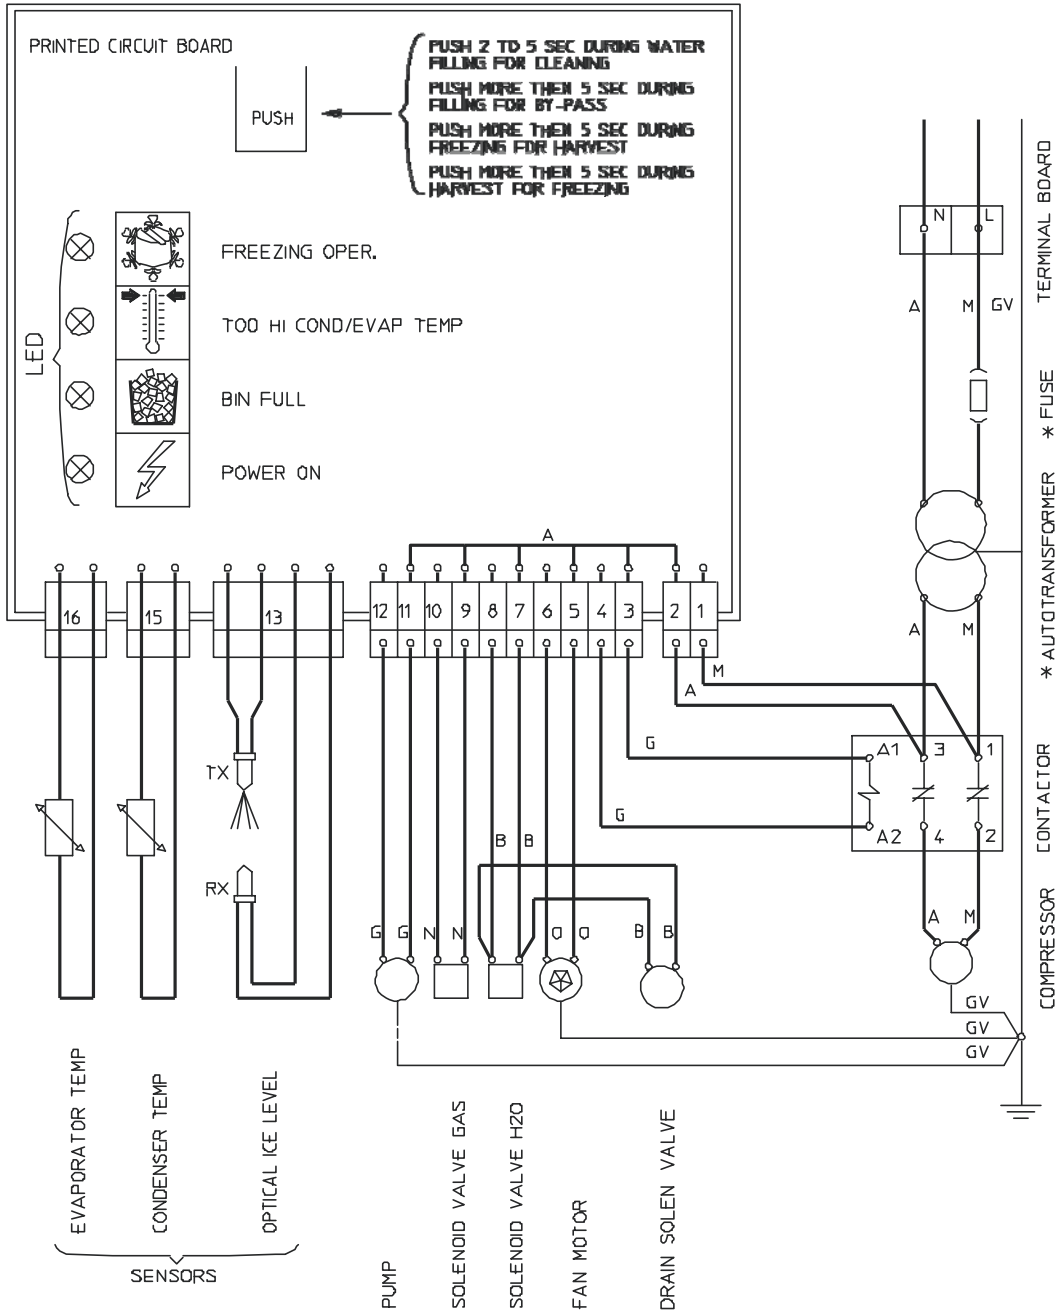 PRINTED CIRCUIT BOARD
PUSH
PUSH 2 TO 5 SEC DURING WATER
FILLING FOR CLEANING
PUSH MORE THEN 5 SEC DURING
FILLING FOR BY-PASS
PUSH MORE THEN 5 SEC DURING
FREEZING FOR HARVEST
PUSH MORE THEN 5 SEC DURING
HARVEST FOR FREEZING
LED
FREEZING OPER.
TOO HI COND/EVAP TEMP
BIN FULL
POWER ON
N L
A M GV
TERMINAL BOARD
* FUSE
* AUTOTRANSFORMER
CONTACTOR
COMPRESSOR
A
16 15 13 12 11 10 9 8 7 6 5 4 3 2 1
A M
M
A
G
G
A1 3 1
A2 4 2
TX
RX
B B
G G N N O O B B
A M
GV
GV
GV
EVAPORATOR TEMP
CONDENSER TEMP
OPTICAL ICE LEVEL
SENSORS
PUMP
SOLENOID VALVE GAS
SOLENOID VALVE H2O
FAN MOTOR
DRAIN SOLEN VALVE